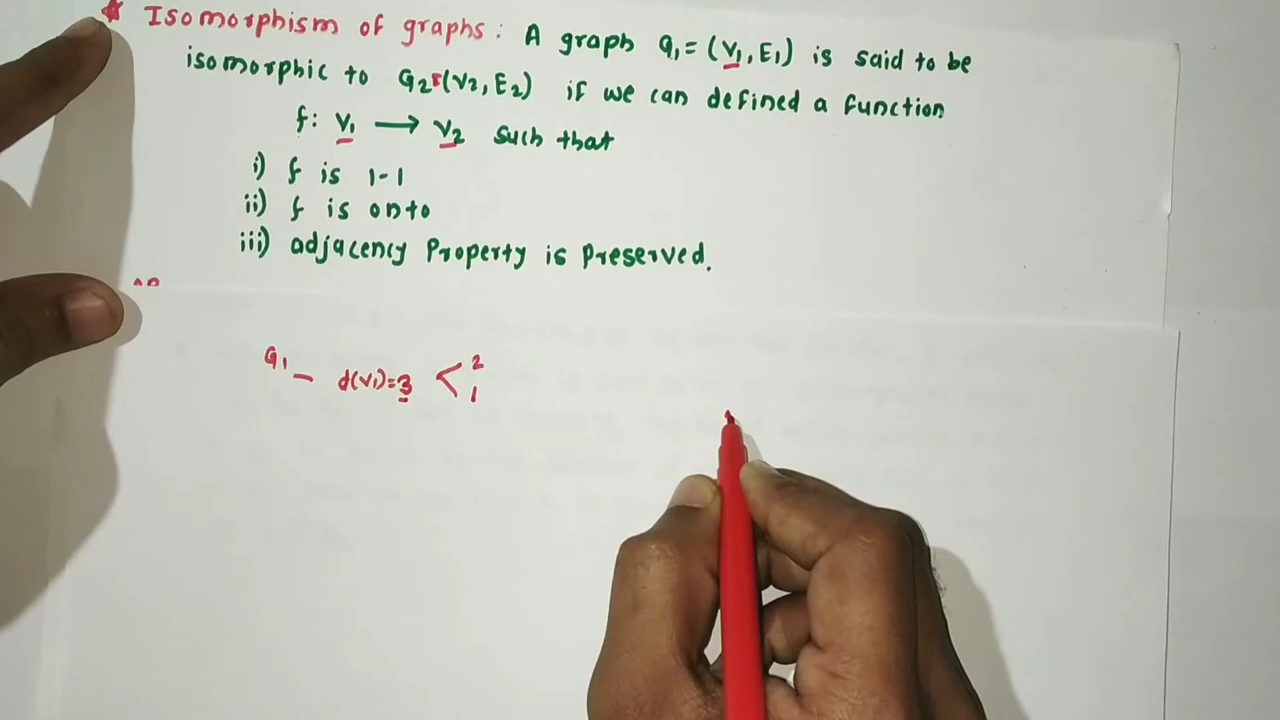 * Isomorphism of graphs: A graph G1=(V1,E1) is said to be
isomorphic to G2=(V2,E2) if we can defined a function
f: V1 → V2 such that
i) f is 1-1
ii) f is onto
iii) adjacency Property is Preserved.
G1 – d(v1)=3 < 2
1